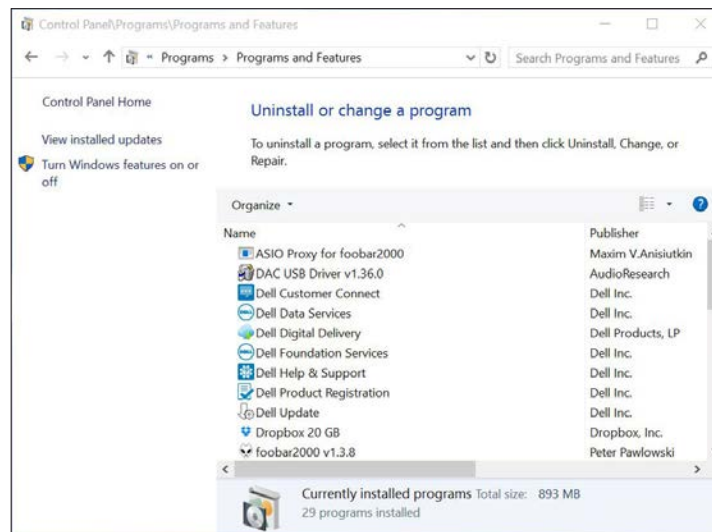 Control Panel\Programs\Programs and Features
« Programs > Programs and Features
Search Programs and Features
Control Panel Home
View installed updates
Turn Windows features on or
off
Uninstall or change a program
To uninstall a program, select it from the list and then click Uninstall, Change, or
Repair.
Organize
Name Publisher
ASIO Proxy for foobar2000 Maxim V.Anisiutkin
DAC USB Driver v1.36.0 AudioResearch
Dell Customer Connect Dell Inc.
Dell Data Services Dell Inc.
Dell Digital Delivery Dell Products, LP
Dell Foundation Services Dell Inc.
Dell Help & Support Dell Inc.
Dell Product Registration Dell Inc.
Dell Update Dell Inc.
Dropbox 20 GB Dropbox, Inc.
foobar2000 v1.3.8 Peter Pawlowski
Currently installed programs Total size: 893 MB
29 programs installed